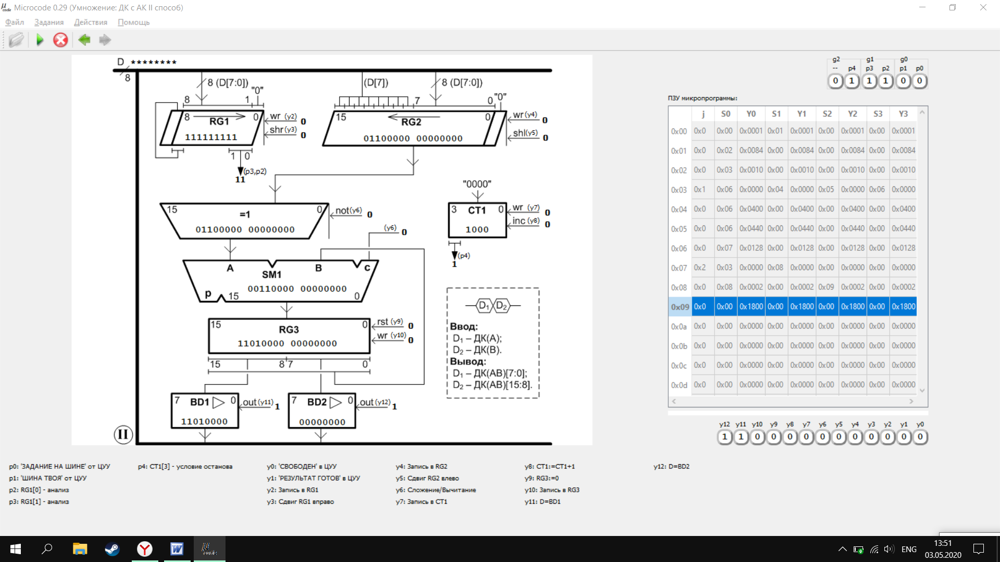 Microcode 0.29 (Умножение: ДК с АК II способ)
Файл Задания Действия Помощь
D ********
8
8 (D[7:0])
"0"
8 1
8 RG1 0
111111111
wr (y2) 0
shr (y3) 0
1 0
(p3,p2)
11
(D[7])
8 (D[7:0])
7 0 "0"
15 RG2 0
01100000 00000000
wr (y4) 0
shl (y5) 0
15 =1 0
01100000 00000000
not (y6) 0
(y6) 0
"0000"
3 CT1 0
1000
wr (y7) 0
inc (y8) 0
(p4)
1
A B c
SM1
00110000 00000000
p 15 0
15 RG3 0
11010000 00000000
rst (y9) 0
wr (y10) 0
15 8 7 0
7 BD1 0
11010000
out (y11) 1
7 BD2 0
00000000
out (y12) 1
D₁ D₂
Ввод:
D₁ – ДК(A);
D₂ – ДК(B).
Вывод:
D₁ – ДК(AB)[7:0];
D₂ – ДК(AB)[15:8].
II
g2 g1 g0
-- p4 p3 p2 p1 p0
0 1 1 1 0 0
ПЗУ микропрограммы:
j S0 Y0 S1 Y1 S2 Y2 S3 Y3
0x00 0x0 0x00 0x0001 0x01 0x0001 0x00 0x0001 0x00 0x0001
0x01 0x0 0x02 0x0084 0x00 0x0084 0x00 0x0084 0x00 0x0084
0x02 0x0 0x03 0x0010 0x00 0x0010 0x00 0x0010 0x00 0x0010
0x03 0x1 0x06 0x0000 0x04 0x0000 0x05 0x0000 0x06 0x0000
0x04 0x0 0x06 0x0400 0x00 0x0400 0x00 0x0400 0x00 0x0400
0x05 0x0 0x06 0x0440 0x00 0x0440 0x00 0x0440 0x00 0x0440
0x06 0x0 0x07 0x0128 0x00 0x0128 0x00 0x0128 0x00 0x0128
0x07 0x2 0x03 0x0000 0x08 0x0000 0x00 0x0000 0x00 0x0000
0x08 0x0 0x08 0x0002 0x00 0x0002 0x09 0x0002 0x00 0x0002
0x09 0x0 0x00 0x1800 0x00 0x1800 0x00 0x1800 0x00 0x1800
0x0a 0x0 0x00 0x0000 0x00 0x0000 0x00 0x0000 0x00 0x0000
0x0b 0x0 0x00 0x0000 0x00 0x0000 0x00 0x0000 0x00 0x0000
0x0c 0x0 0x00 0x0000 0x00 0x0000 0x00 0x0000 0x00 0x0000
0x0d 0x0 0x00 0x0000 0x00 0x0000 0x00 0x0000 0x00 0x0000
y12 y11 y10 y9 y8 y7 y6 y5 y4 y3 y2 y1 y0
1 1 0 0 0 0 0 0 0 0 0 0 0
p0: 'ЗАДАНИЕ НА ШИНЕ' от ЦУУ
p1: 'ШИНА ТВОЯ' от ЦУУ
p2: RG1[0] - анализ
p3: RG1[1] - анализ
p4: CT1[3] - условие останова
y0: 'СВОБОДЕН' в ЦУУ
y1: 'РЕЗУЛЬТАТ ГОТОВ' в ЦУУ
y2: Запись в RG1
y3: Сдвиг RG1 вправо
y4: Запись в RG2
y5: Сдвиг RG2 влево
y6: Сложение/Вычитание
y7: Запись в CT1
y8: CT1:=CT1+1
y9: RG3:=0
y10: Запись в RG3
y11: D=BD1
y12: D=BD2
ENG
13:51
03.05.2020